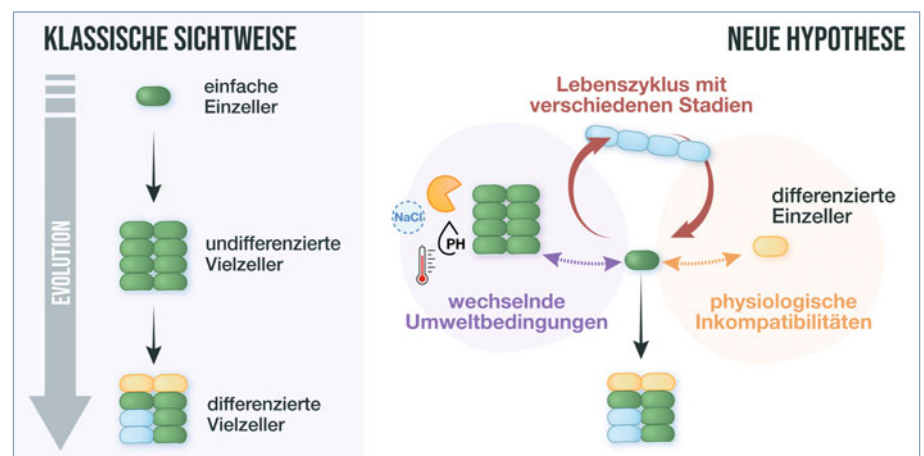 KLASSISCHE SICHTWEISE
einfache
Einzeller
undifferenzierte
Vielzeller
differenzierte
Vielzeller
EVOLUTION
NEUE HYPOTHESE
Lebenszyklus mit
verschiedenen Stadien
NaCl
PH
differenzierte
Einzeller
wechselnde
Umweltbedingungen
physiologische
Inkompatibilitäten